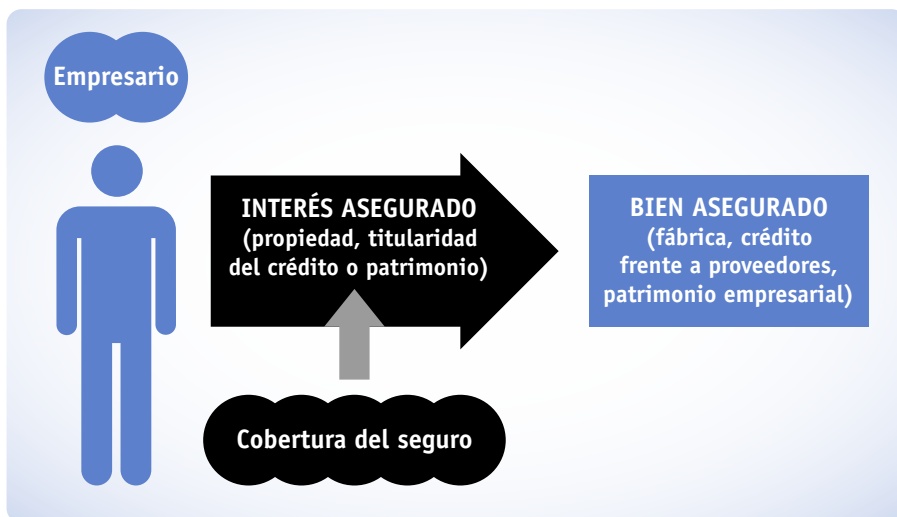 Empresario
INTERÉS ASEGURADO
(propiedad, titularidad
del crédito o patrimonio)
BIEN ASEGURADO
(fábrica, crédito
frente a proveedores,
patrimonio empresarial)
Cobertura del seguro